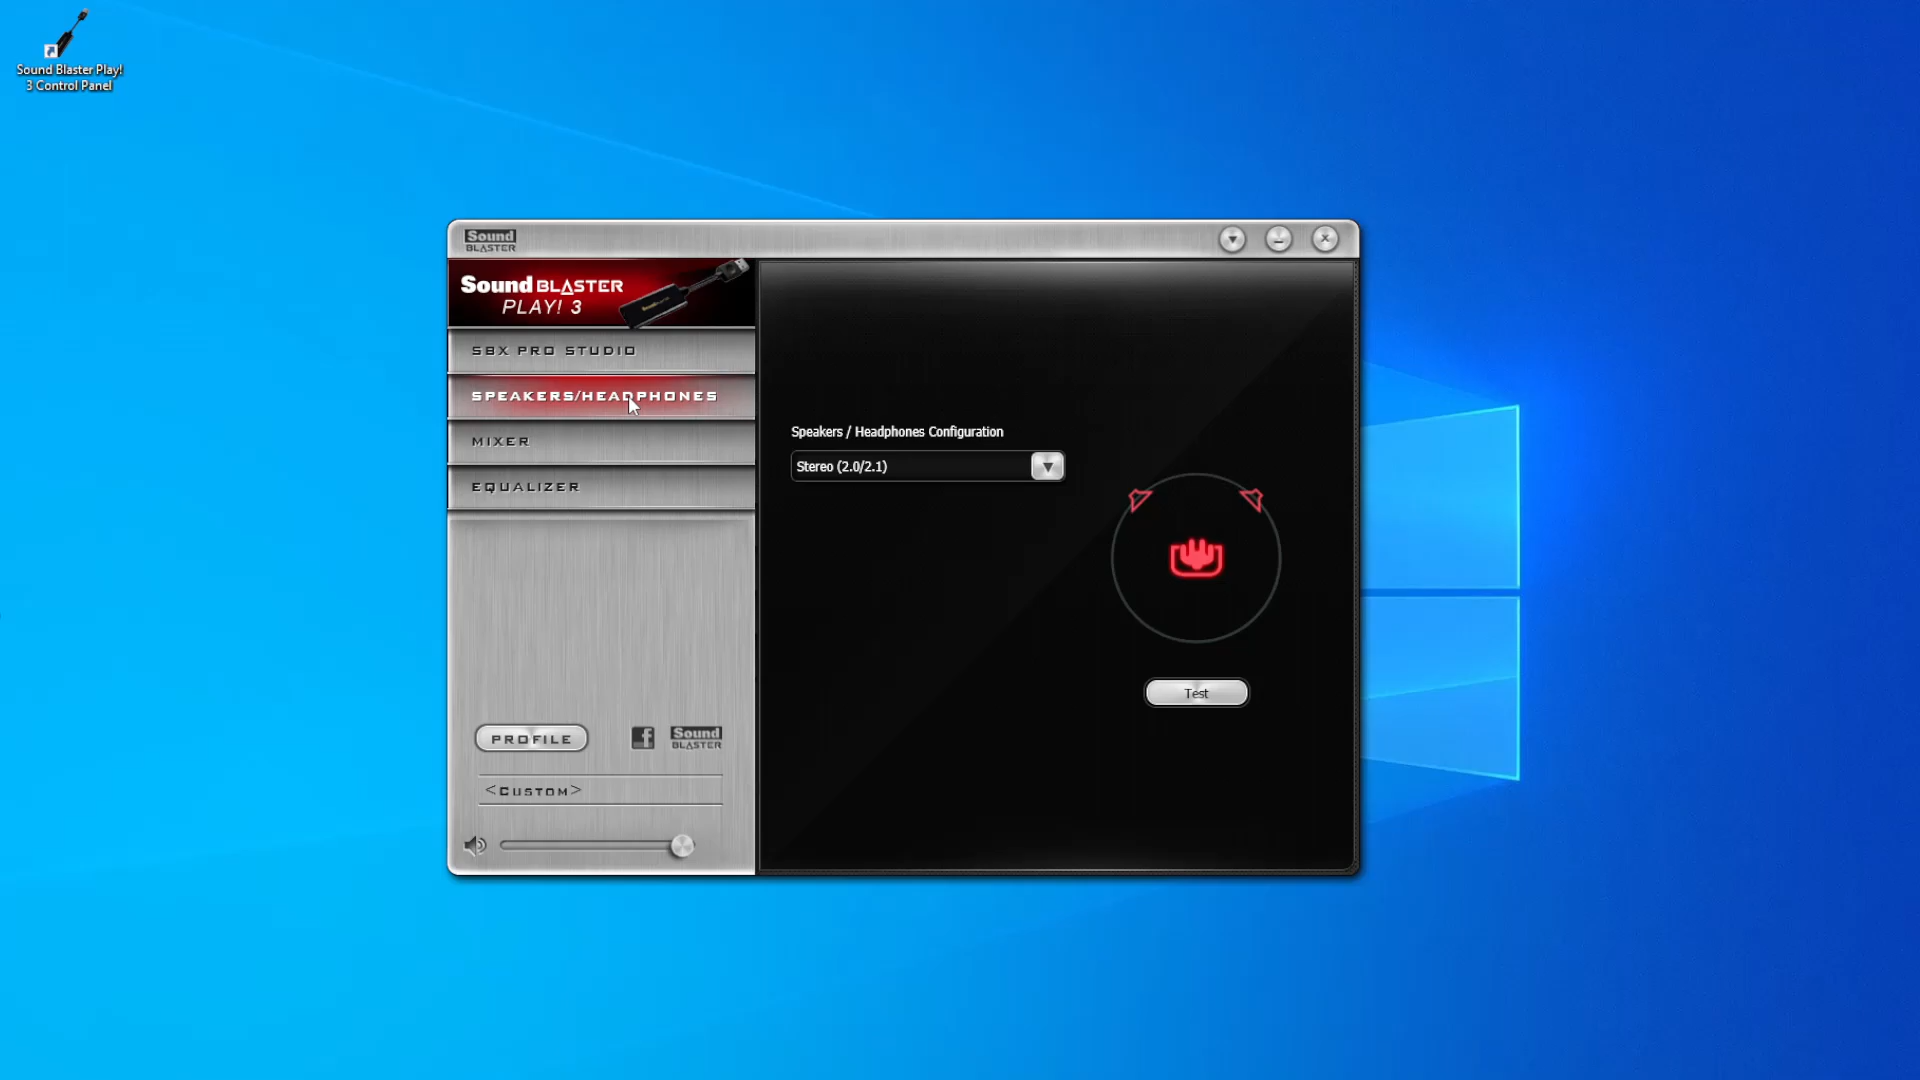 Sound Blaster Play!
3 Control Panel
Sound
BLASTER
Sound BLASTER
PLAY! 3
SBX PRO STUDIO
SPEAKERS/HEADPHONES
MIXER
EQUALIZER
Speakers / Headphones Configuration
Stereo (2.0/2.1)
Test
PROFILE
f
Sound
BLASTER
<CUSTOM>